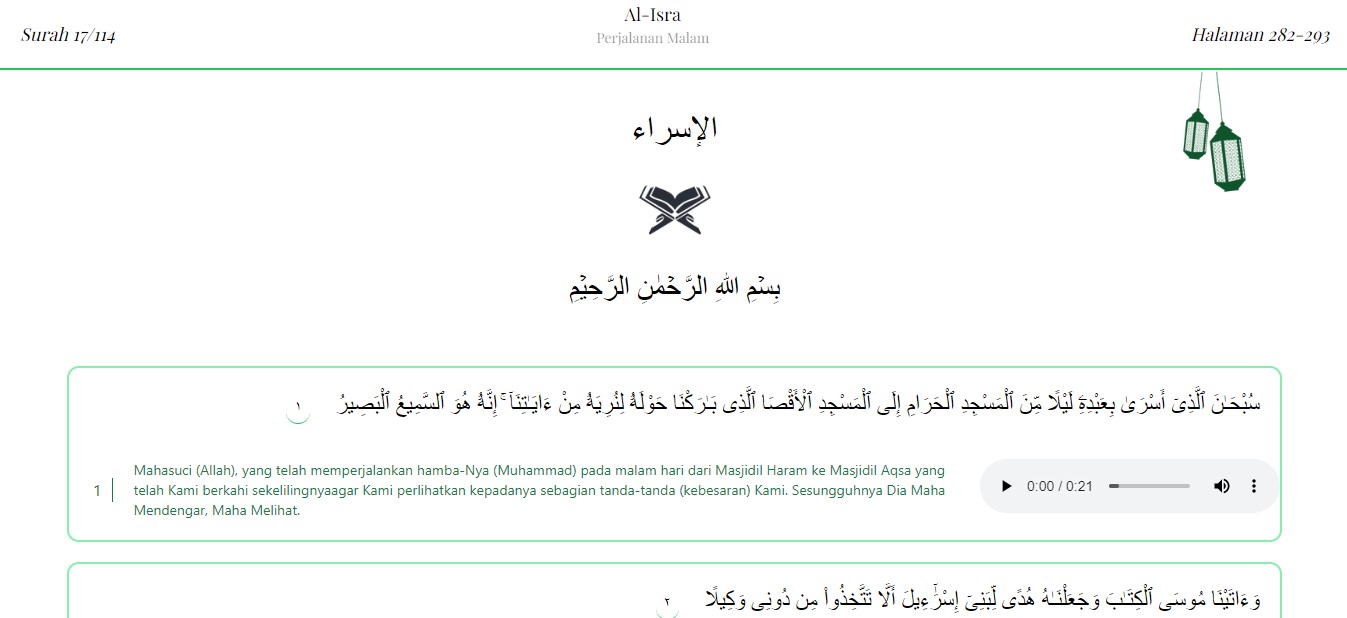 Surah 17/114
Al-Isra
Perjalanan Malam
Halaman 282-293
الإسراء
بِسْمِ اللهِ الرَّحْمٰنِ الرَّحِيْمِ
سُبْحَـٰنَ ٱلَّذِىٓ أَسْرَىٰ بِعَبْدِهِۦ لَيْلًا مِّنَ ٱلْمَسْجِدِ ٱلْحَرَامِ إِلَى ٱلْمَسْجِدِ ٱلْأَقْصَا ٱلَّذِى بَـٰرَكْنَا حَوْلَهُۥ لِنُرِيَهُۥ مِنْ ءَايَـٰتِنَآ ۚ إِنَّهُۥ هُوَ ٱلسَّمِيعُ ٱلْبَصِيرُ ١
1
Mahasuci (Allah), yang telah memperjalankan hamba-Nya (Muhammad) pada malam hari dari Masjidil Haram ke Masjidil Aqsa yang
telah Kami berkahi sekelilingnyaagar Kami perlihatkan kepadanya sebagian tanda-tanda (kebesaran) Kami. Sesungguhnya Dia Maha
Mendengar, Maha Melihat.
0:00 / 0:21
وَءَاتَيْنَا مُوسَى ٱلْكِتَـٰبَ وَجَعَلْنَـٰهُ هُدًى لِّبَنِىٓ إِسْرَٰٓءِيلَ أَلَّا تَتَّخِذُوا۟ مِن دُونِى وَكِيلًا ٢